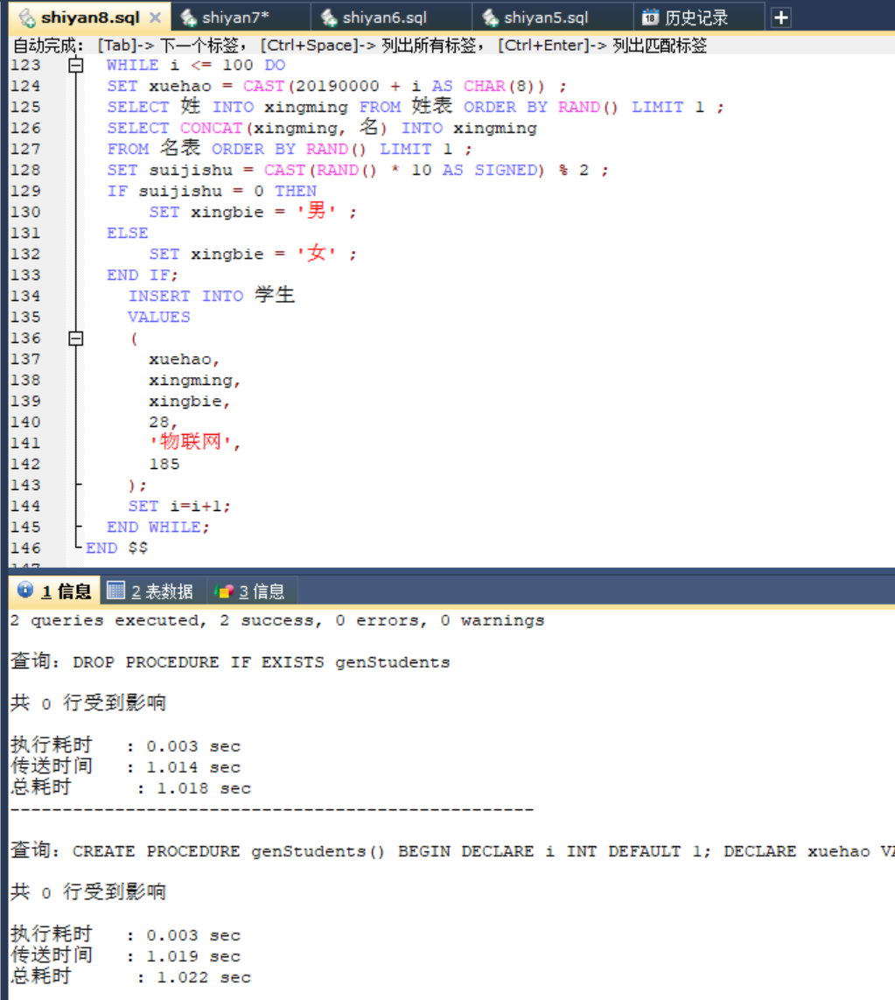 shiyan8.sql shiyan7* shiyan6.sql shiyan5.sql 历史记录
自动完成: [Tab]-> 下一个标签， [Ctrl+Space]-> 列出所有标签， [Ctrl+Enter]-> 列出匹配标签
123 WHILE i <= 100 DO
124 SET xuehao = CAST(20190000 + i AS CHAR(8)) ;
125 SELECT 姓 INTO xingming FROM 姓表 ORDER BY RAND() LIMIT 1 ;
126 SELECT CONCAT(xingming, 名) INTO xingming
127 FROM 名表 ORDER BY RAND() LIMIT 1 ;
128 SET suijishu = CAST(RAND() * 10 AS SIGNED) % 2 ;
129 IF suijishu = 0 THEN
130 SET xingbie = '男' ;
131 ELSE
132 SET xingbie = '女' ;
133 END IF;
134 INSERT INTO 学生
135 VALUES
136 (
137 xuehao,
138 xingming,
139 xingbie,
140 28,
141 '物联网',
142 185
143 );
144 SET i=i+1;
145 END WHILE;
146 END $$
1 信息 2 表数据 3 信息
2 queries executed, 2 success, 0 errors, 0 warnings
查询: DROP PROCEDURE IF EXISTS genStudents
共 0 行受到影响
执行耗时 : 0.003 sec
传送时间 : 1.014 sec
总耗时 : 1.018 sec
--------------------------------------------------
查询: CREATE PROCEDURE genStudents() BEGIN DECLARE i INT DEFAULT 1; DECLARE xuehao
共 0 行受到影响
执行耗时 : 0.003 sec
传送时间 : 1.019 sec
总耗时 : 1.022 sec